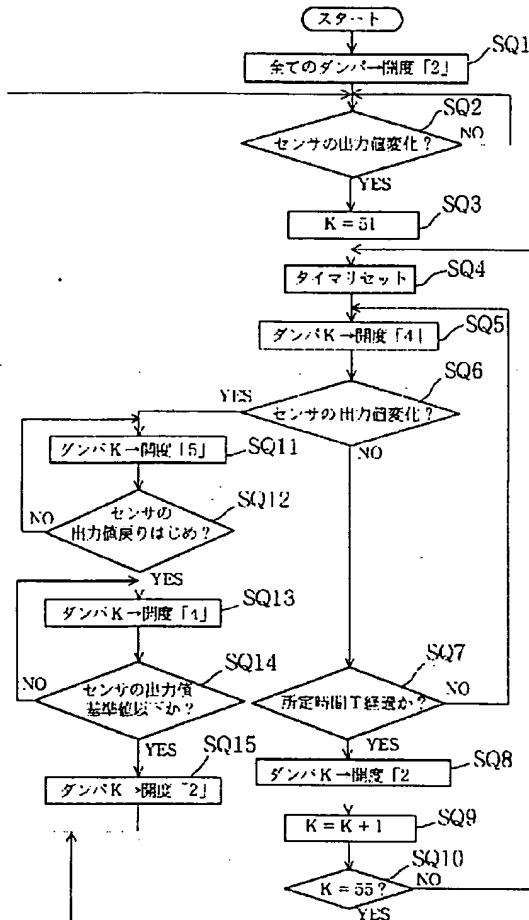 スタート
SQ1
全てのダンパ→開度「2」
SQ2
センサの出力値変化?
NO
YES
SQ3
K=51
SQ4
タイマリセット
SQ5
ダンパK→開度「4」
SQ6
YES
センサの出力値変化?
NO
ダンパK→開度「5」
SQ11
SQ12
センサの
出力値戻りはじめ?
NO
YES
SQ13
ダンパK→開度「4」
SQ14
センサの出力値
基準値以下か?
NO
YES
SQ15
ダンパK→開度「2」
SQ7
所定時間T経過か?
NO
YES
ダンパK→開度「2
SQ8
SQ9
K=K+1
SQ10
K=55?
NO
YES